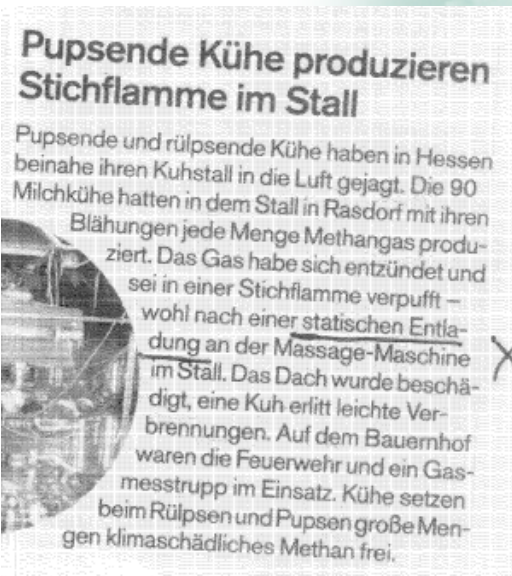 Pupsende Kühe produzieren
Stichflamme im Stall
Pupsende und rülpsende Kühe haben in Hessen
beinahe ihren Kuhstall in die Luft gejagt. Die 90
Milchkühe hatten in dem Stall in Rasdorf mit ihren
Blähungen jede Menge Methangas produ-
ziert. Das Gas habe sich entzündet und
sei in einer Stichflamme verpufft –
wohl nach einer statischen Entla-
dung an der Massage-Maschine
im Stall. Das Dach wurde beschä-
digt, eine Kuh erlitt leichte Ver-
brennungen. Auf dem Bauernhof
waren die Feuerwehr und ein Gas-
messtrupp im Einsatz. Kühe setzen
beim Rülpsen und Pupsen große Men-
gen klimaschädliches Methan frei.